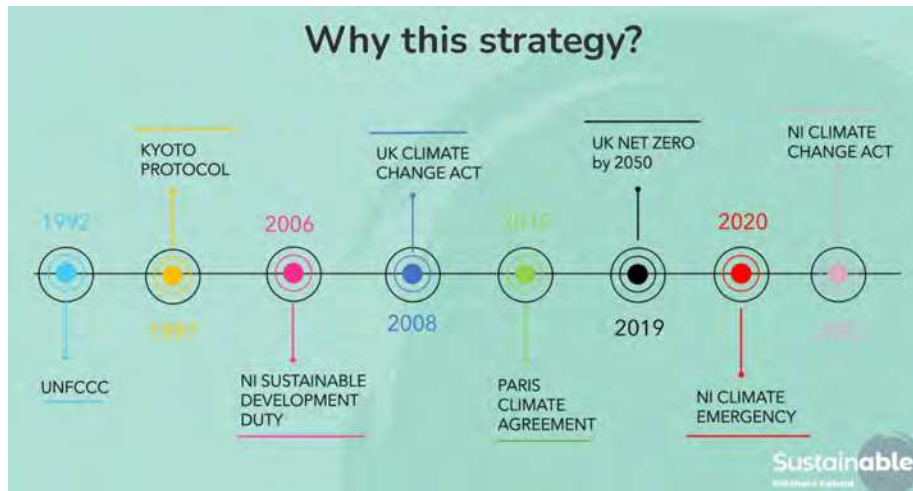 Why this strategy?
KYOTO
PROTOCOL
UK CLIMATE
CHANGE ACT
UK NET ZERO
by 2050
NI CLIMATE
CHANGE ACT
1992
2006
2020
2008
2019
UNFCCC
NI SUSTAINABLE
DEVELOPMENT
DUTY
PARIS
CLIMATE
AGREEMENT
NI CLIMATE
EMERGENCY
Sustainable